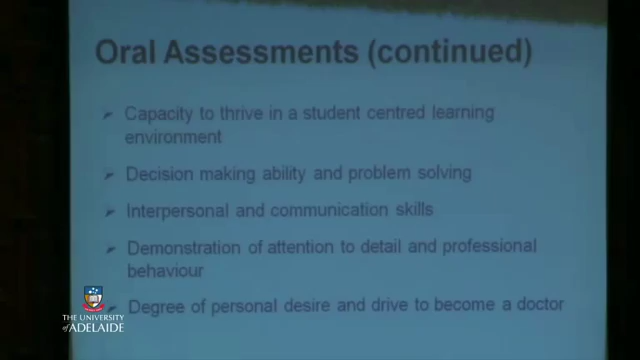 Oral Assessments (continued)
Capacity to thrive in a student centred learning
environment
Decision making ability and problem solving
Interpersonal and communication skills
Demonstration of attention to detail and professional
behaviour
Degree of personal desire and drive to become a doctor
THE UNIVERSITY
of ADELAIDE